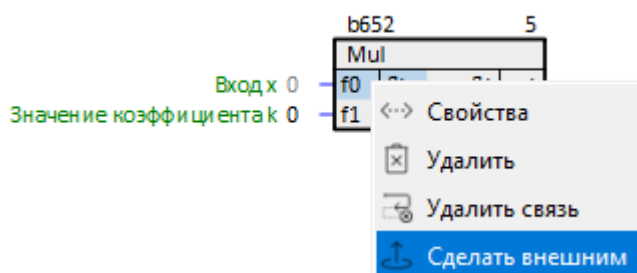 b652 5
Mul
Вход x 0 f0
Значение коэффициента k 0 f1
Свойства
Удалить
Удалить связь
Сделать внешним